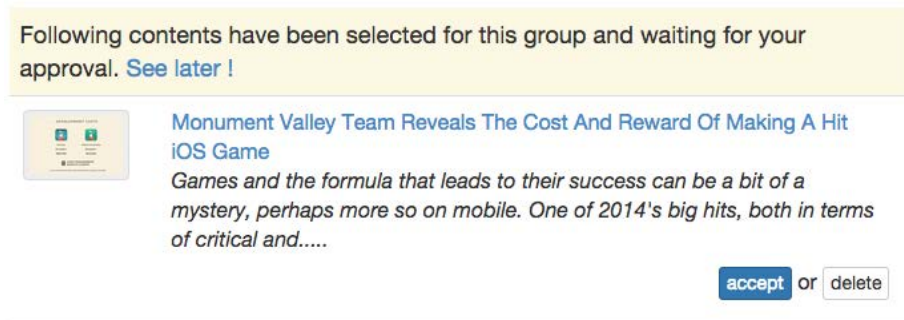 Following contents have been selected for this group and waiting for your
approval. See later !
Monument Valley Team Reveals The Cost And Reward Of Making A Hit
iOS Game
Games and the formula that leads to their success can be a bit of a
mystery, perhaps more so on mobile. One of 2014's big hits, both in terms
of critical and.....
accept or delete